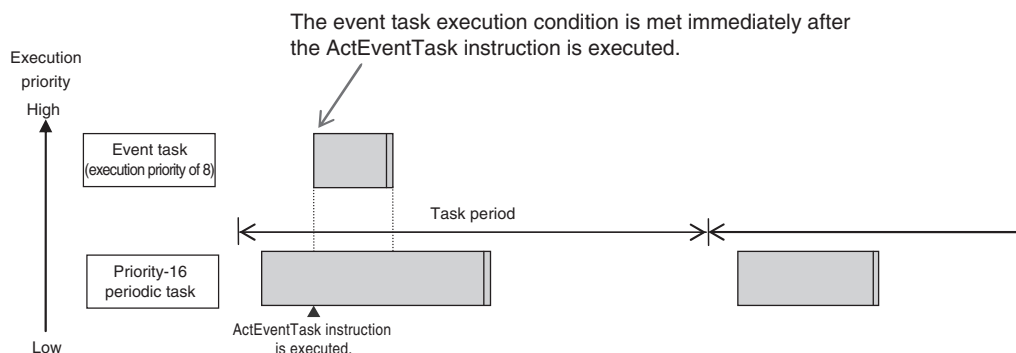 The event task execution condition is met immediately after
the ActEventTask instruction is executed.
Execution
priority
High
Event task
(execution priority of 8)
Task period
Priority-16
periodic task
ActEventTask instruction
is executed.
Low